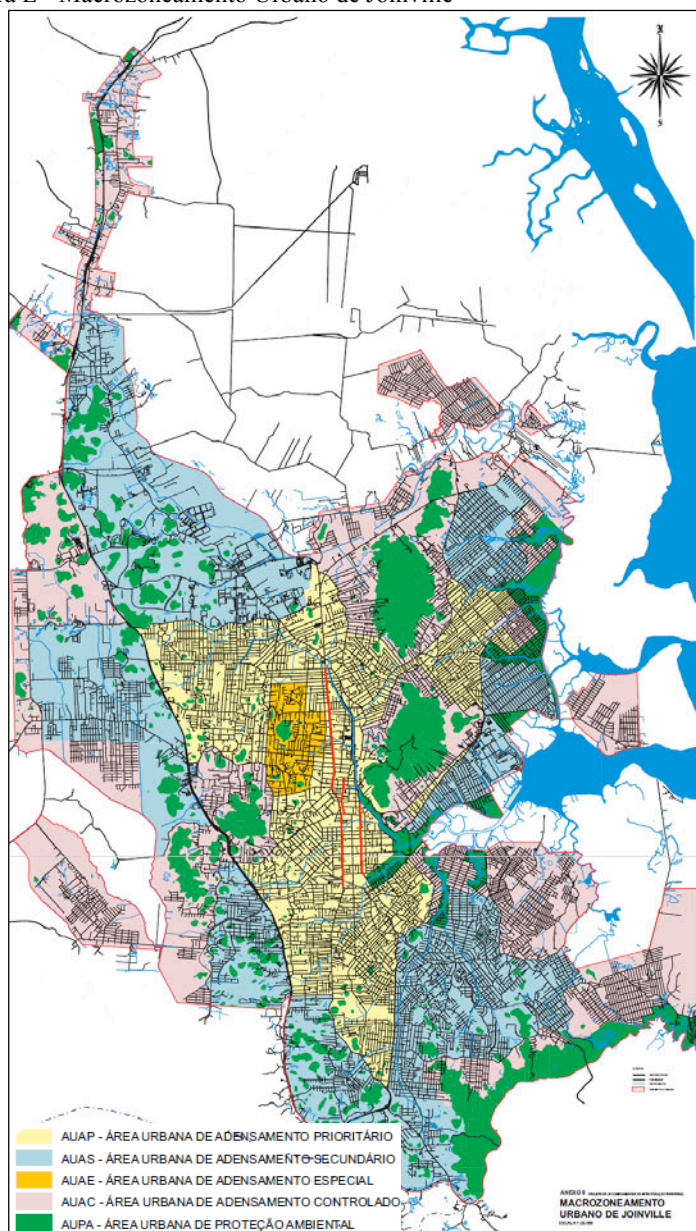 Macrozoneamento Urbano de Joinville
N
S
AUAP - ÁREA URBANA DE ADENSAMENTO PRIORITÁRIO
AUAS - ÁREA URBANA DE ADENSAMENTO SECUNDÁRIO
AUAE - ÁREA URBANA DE ADENSAMENTO ESPECIAL
AUAC - ÁREA URBANA DE ADENSAMENTO CONTROLADO
AUPA - ÁREA URBANA DE PROTEÇÃO AMBIENTAL
MACROZONEAMENTO
URBANO DE JOINVILLE